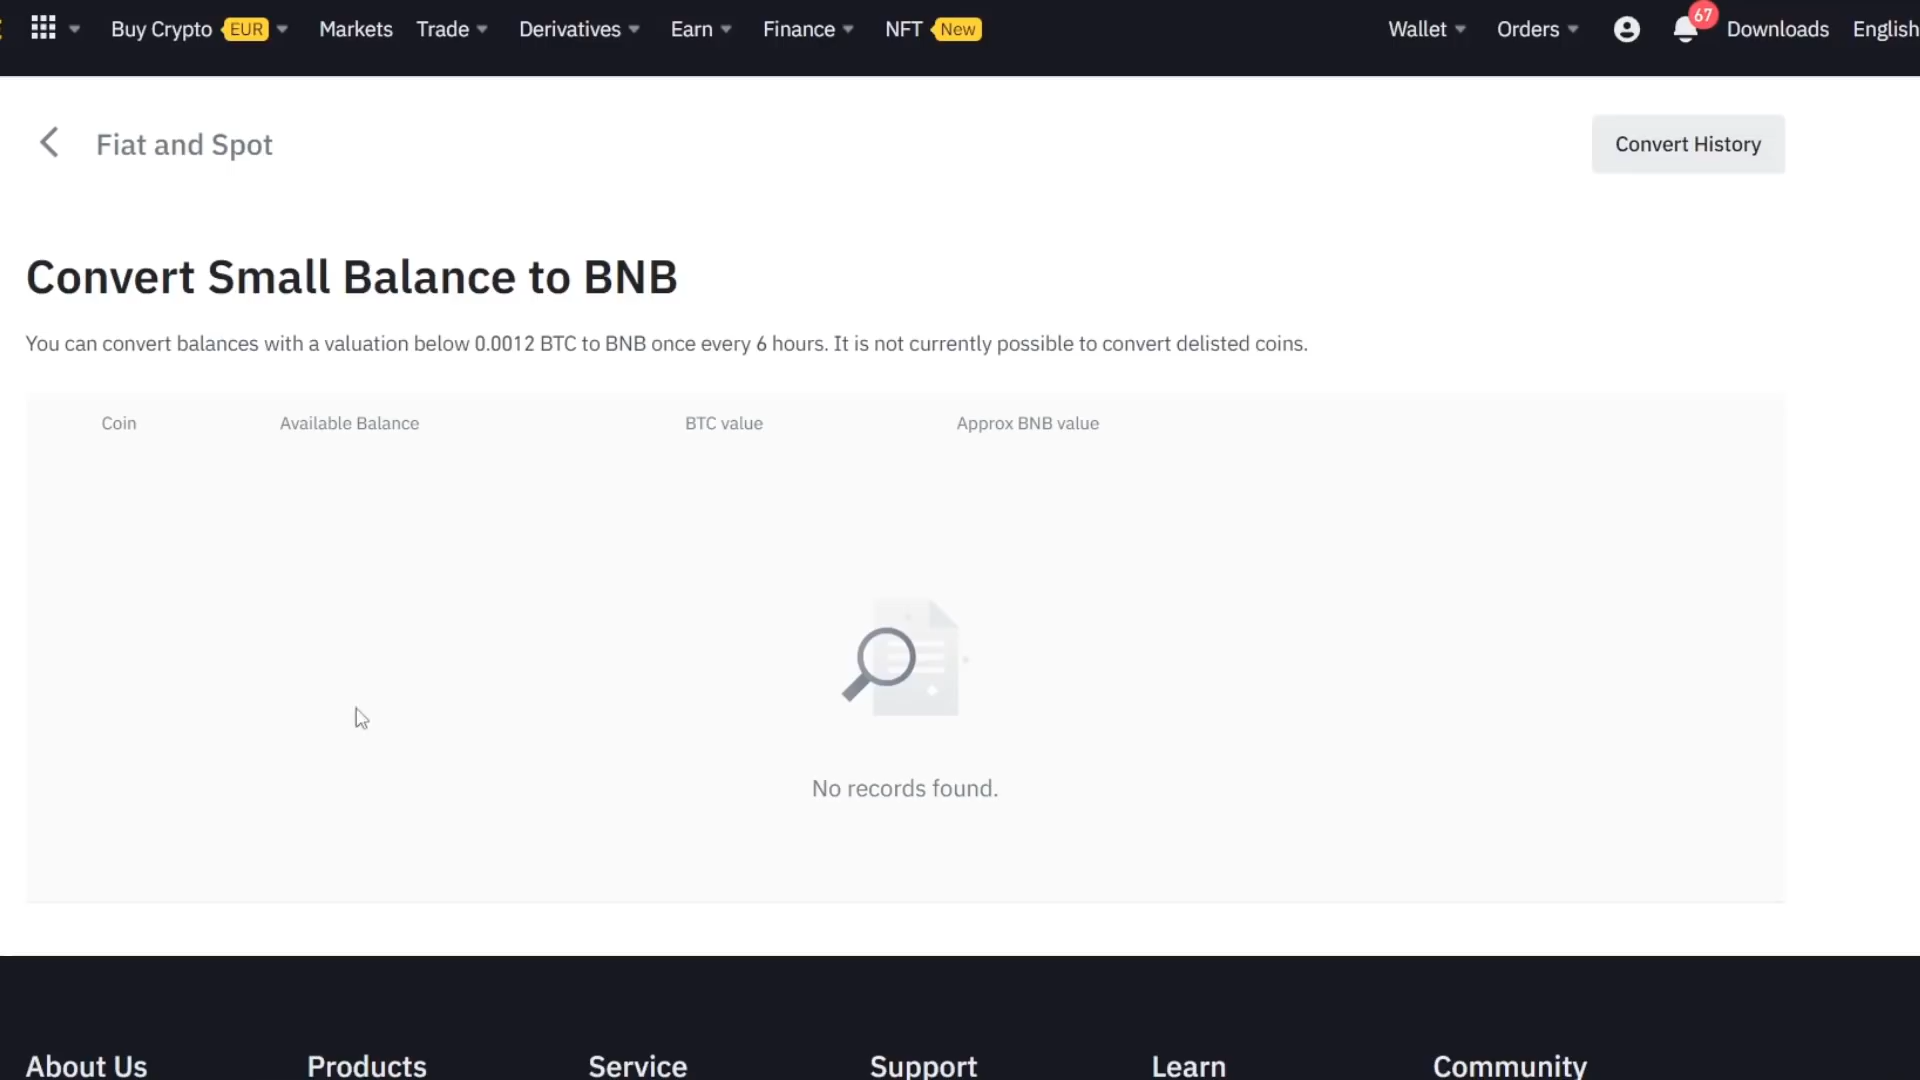 Buy Crypto EUR Markets Trade Derivatives Earn Finance NFT New Wallet Orders 67 Downloads English
Fiat and Spot
Convert History
Convert Small Balance to BNB
You can convert balances with a valuation below 0.0012 BTC to BNB once every 6 hours. It is not currently possible to convert delisted coins.
Coin Available Balance BTC value Approx BNB value
No records found.
About Us Products Service Support Learn Community